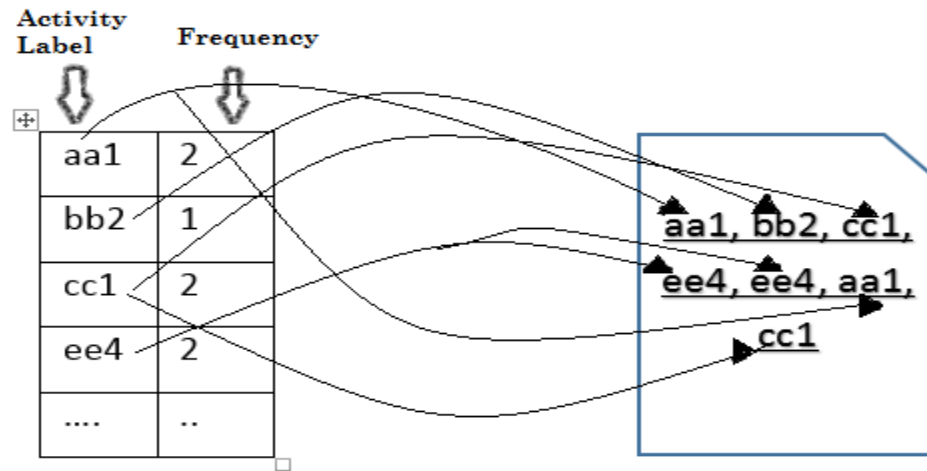 Activity
Label
Frequency
aa1 2
bb2 1
cc1 2
ee4 2
.... ..
aa1, bb2, cc1,
ee4, ee4, aa1,
cc1